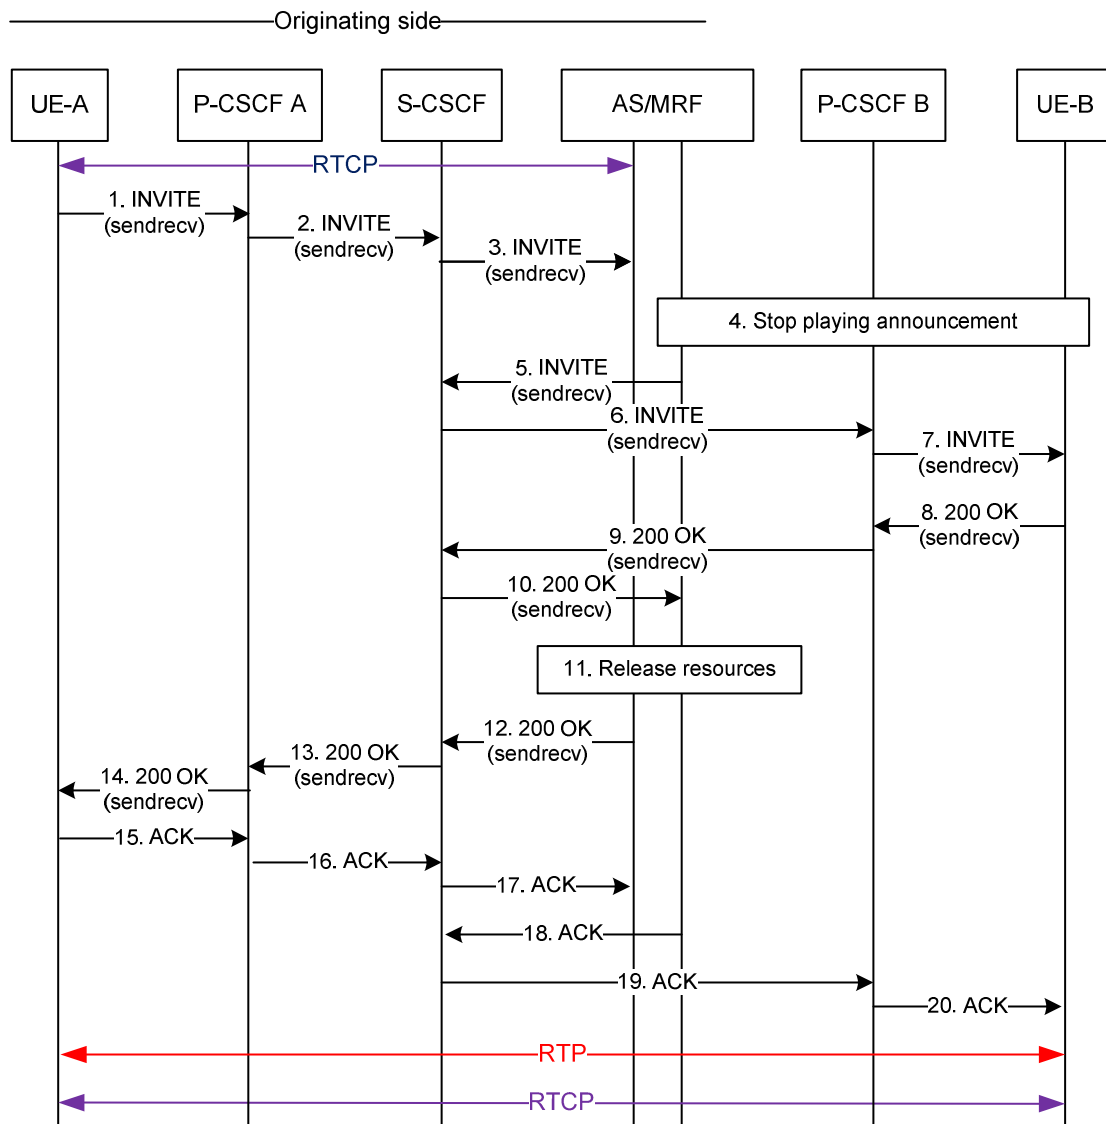 Originating side
UE-A
P-CSCF A
S-CSCF
AS/MRF
P-CSCF B
UE-B
RTCP
1. INVITE
(sendrecv)
2. INVITE
(sendrecv)
3. INVITE
(sendrecv)
4. Stop playing announcement
5. INVITE
(sendrecv)
6. INVITE
(sendrecv)
7. INVITE
(sendrecv)
8. 200 OK
(sendrecv)
9. 200 OK
(sendrecv)
10. 200 OK
(sendrecv)
11. Release resources
12. 200 OK
(sendrecv)
13. 200 OK
(sendrecv)
14. 200 OK
(sendrecv)
15. ACK
16. ACK
17. ACK
18. ACK
19. ACK
20. ACK
RTP
RTCP